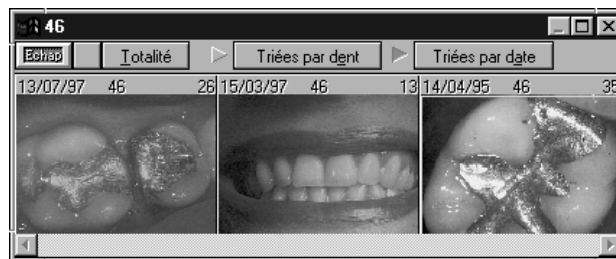 46
Echap Totalité Triées par dent Triées par date
13/07/97 46 26 15/03/97 46 13 14/04/95 46 35